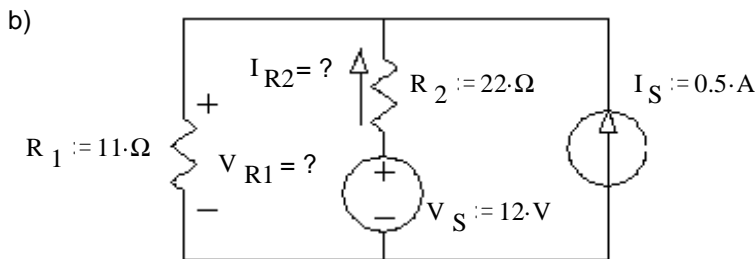 b)
I R2 = ?
R 2 := 22·Ω
I S := 0.5·A
+
R 1 := 11·Ω
V R1 = ?
+
−
−
V S := 12·V